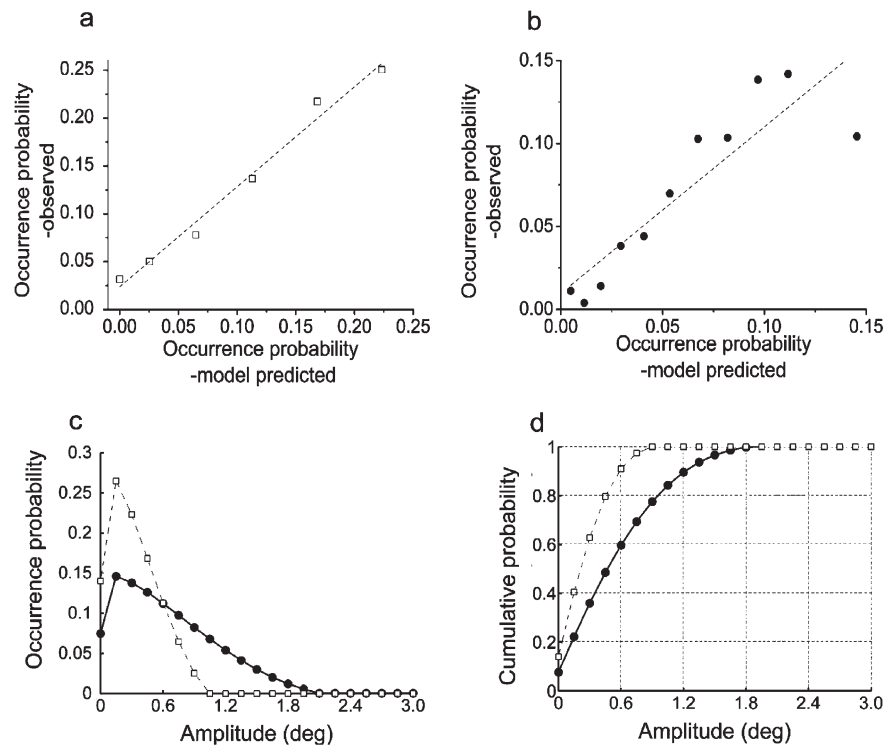 a
Occurrence probability
-observed
0.25
0.20
0.15
0.10
0.05
0.00
0.00 0.05 0.10 0.15 0.20 0.25
Occurrence probability
-model predicted
b
Occurrence probability
-observed
0.15
0.10
0.05
0.00
0.00 0.05 0.10 0.15
Occurrence probability
-model predicted
c
Occurrence probability
0.3
0.25
0.2
0.15
0.1
0.05
0
0 0.6 1.2 1.8 2.4 3.0
Amplitude (deg)
d
Cumulative probability
1
0.8
0.6
0.4
0.2
0
0 0.6 1.2 1.8 2.4 3.0
Amplitude (deg)